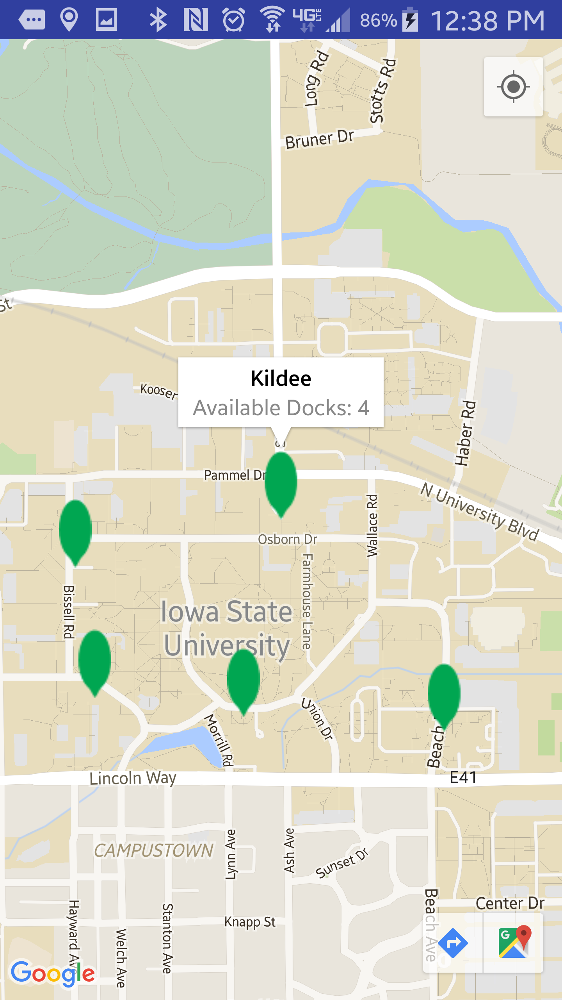 4G LTE 86% 12:38 PM
Long Rd
Stotts Rd
Bruner Dr
St
Kildee
Available Docks: 4
Kooser
Haber Rd
Pammel Dr
N University Blvd
Wallace Rd
Osborn Dr
Farmhouse Lane
Bissell Rd
Iowa State
University
Union Dr
Morrill Rd
Beach
Lincoln Way
E41
CAMPUSTOWN
Lynn Ave
Ash Ave
Sunset Dr
Hayward Ave
Stanton Ave
Welch Ave
Knapp St
Beach Ave
Center Dr
G
Google